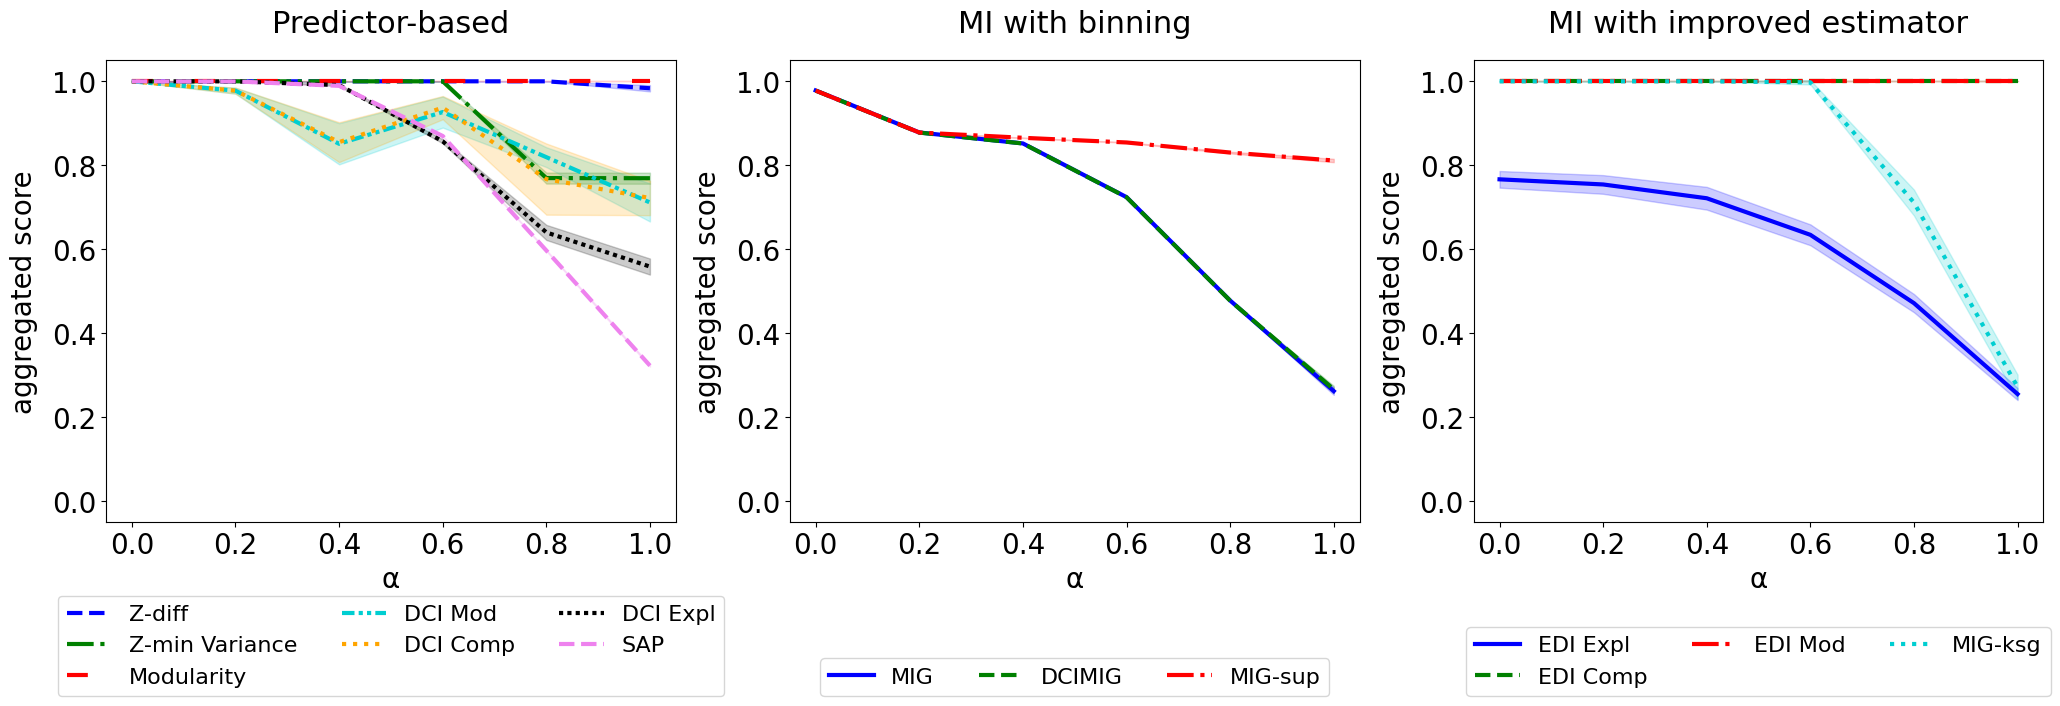 Predictor-based
MI with binning
MI with improved estimator
aggregated score
1.0
0.8
0.6
0.4
0.2
0.0
0.0 0.2 0.4 0.6 0.8 1.0
α
aggregated score
1.0
0.8
0.6
0.4
0.2
0.0
0.0 0.2 0.4 0.6 0.8 1.0
α
aggregated score
1.0
0.8
0.6
0.4
0.2
0.0
0.0 0.2 0.4 0.6 0.8 1.0
α
Z-diff
Z-min Variance
Modularity
DCI Mod
DCI Comp
DCI Expl
SAP
MIG
DCIMIG
MIG-sup
EDI Expl
EDI Comp
EDI Mod
MIG-ksg